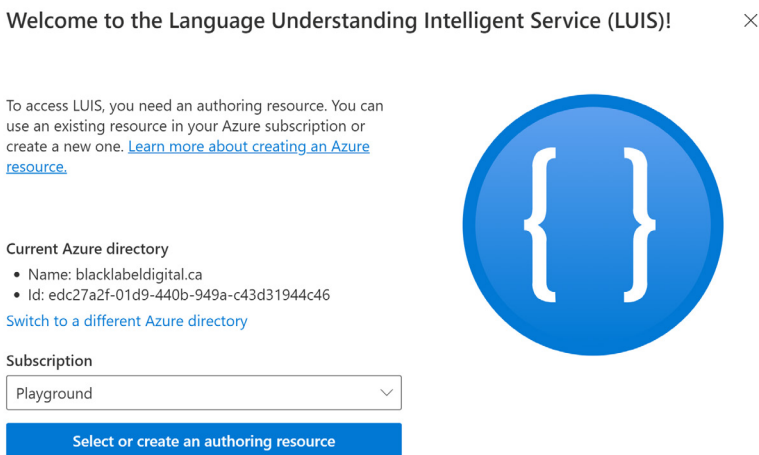 Welcome to the Language Understanding Intelligent Service (LUIS)!
To access LUIS, you need an authoring resource. You can
use an existing resource in your Azure subscription or
create a new one. Learn more about creating an Azure
resource.
Current Azure directory
• Name: blacklabeldigital.ca
• Id: edc27a2f-01d9-440b-949a-c43d31944c46
Switch to a different Azure directory
Subscription
Playground
Select or create an authoring resource